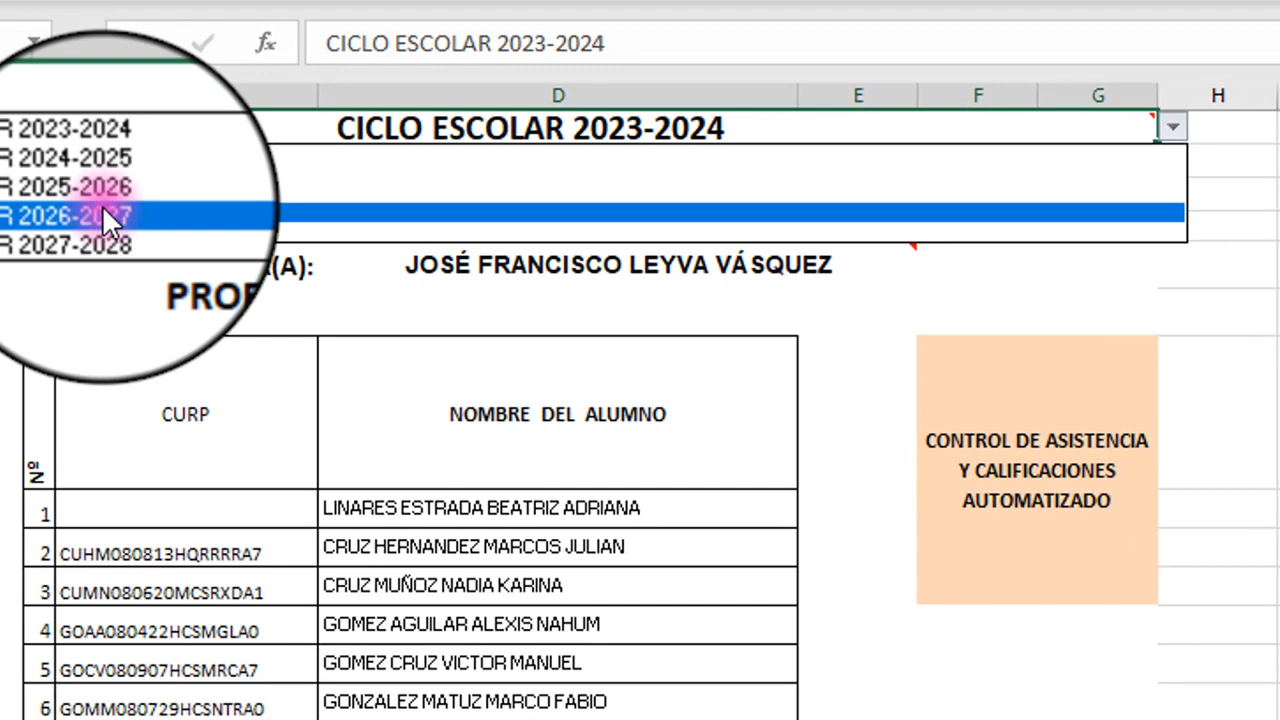 fx CICLO ESCOLAR 2023-2024
D E F G H
CICLO ESCOLAR 2023-2024
R 2023-2024
R 2024-2025
R 2025-2026
R 2026-2027
R 2027-2028
(A): JOSÉ FRANCISCO LEYVA VÁSQUEZ
Nº CURP NOMBRE DEL ALUMNO
CONTROL DE ASISTENCIA
Y CALIFICACIONES
AUTOMATIZADO
1 LINARES ESTRADA BEATRIZ ADRIANA
2 CUHM080813HQRRRRA7 CRUZ HERNANDEZ MARCOS JULIAN
3 CUMN080620MCSRXDA1 CRUZ MUÑOZ NADIA KARINA
4 GOAA080422HCSMGLA0 GOMEZ AGUILAR ALEXIS NAHUM
5 GOCV080907HCSMRCA7 GOMEZ CRUZ VICTOR MANUEL
6 GOMM080729HCSNTRA0 GONZALEZ MATUZ MARCO FABIO